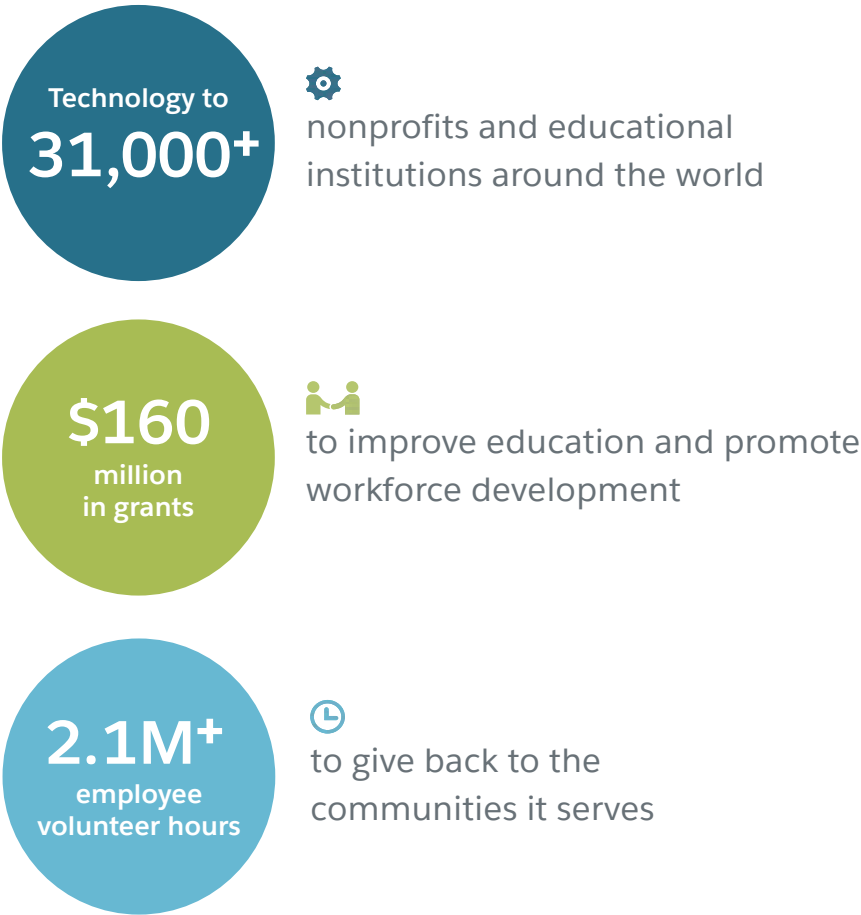 Technology to
31,000+
nonprofits and educational
institutions around the world
$160
million
in grants
to improve education and promote
workforce development
2.1M+
employee
volunteer hours
to give back to the
communities it serves